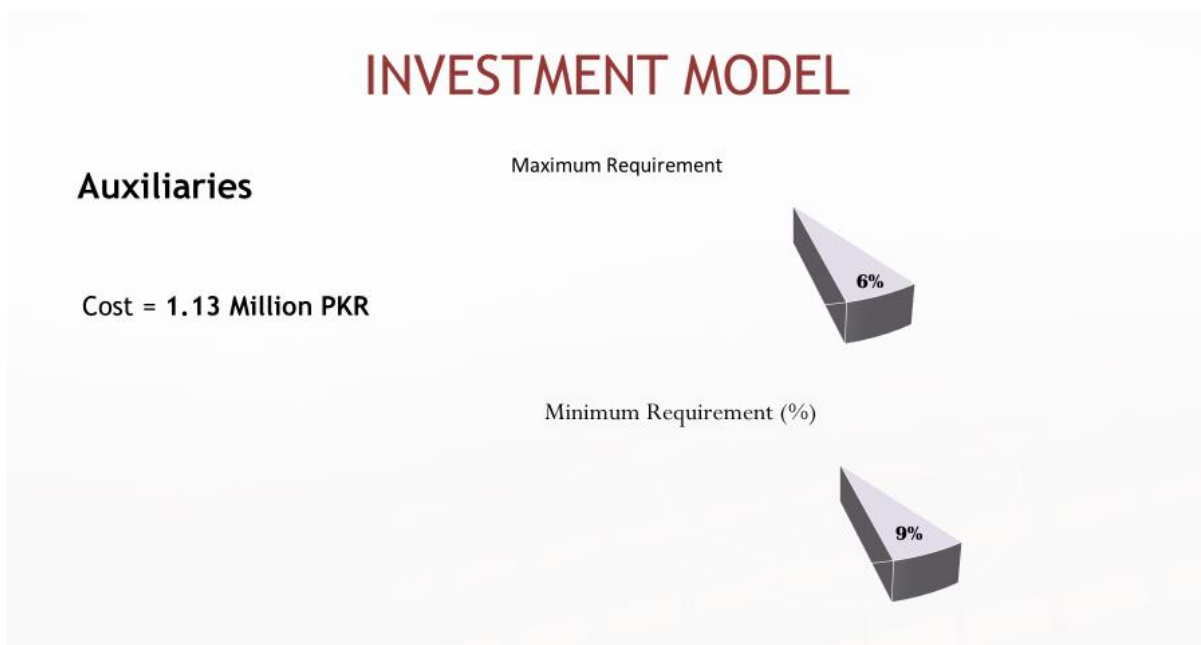 INVESTMENT MODEL
Auxiliaries
Cost = 1.13 Million PKR
Maximum Requirement
6%
Minimum Requirement (%)
9%